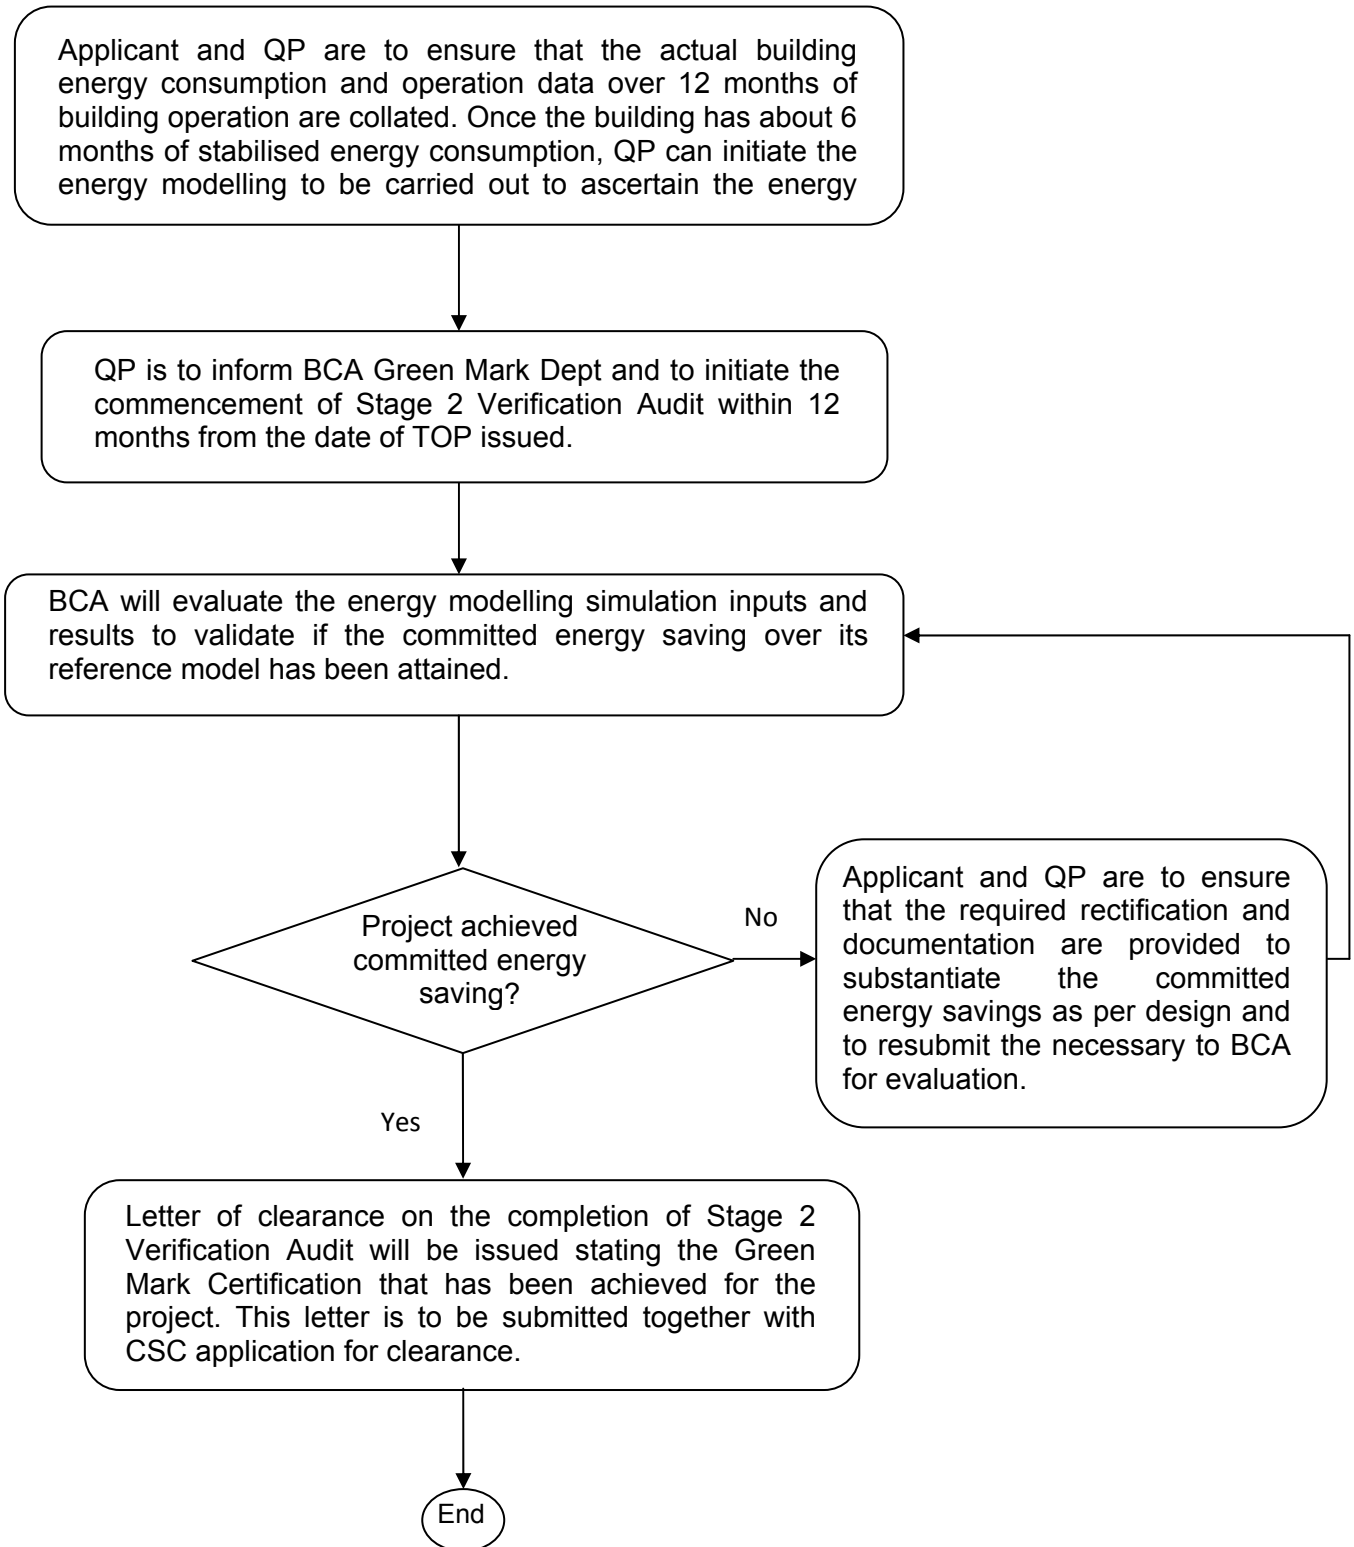 Applicant and QP are to ensure that the actual building
energy consumption and operation data over 12 months of
building operation are collated. Once the building has about 6
months of stabilised energy consumption, QP can initiate the
energy modelling to be carried out to ascertain the energy
QP is to inform BCA Green Mark Dept and to initiate the
commencement of Stage 2 Verification Audit within 12
months from the date of TOP issued.
BCA will evaluate the energy modelling simulation inputs and
results to validate if the committed energy saving over its
reference model has been attained.
Project achieved
committed energy
saving?
No
Applicant and QP are to ensure
that the required rectification and
documentation are provided to
substantiate the committed
energy savings as per design and
to resubmit the necessary to BCA
for evaluation.
Yes
Letter of clearance on the completion of Stage 2
Verification Audit will be issued stating the Green
Mark Certification that has been achieved for the
project. This letter is to be submitted together with
CSC application for clearance.
End